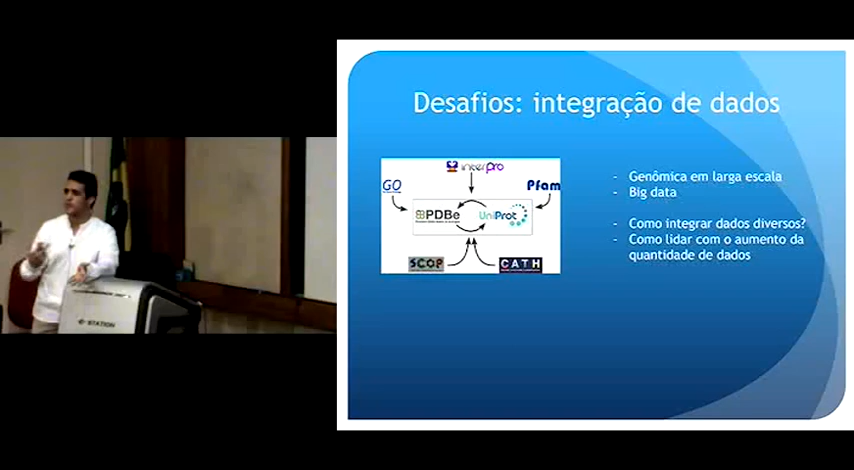 Desafios: integração de dados
interpro
GO
Pfam
PDBe
UniProt
SCOP
CATH
- Genômica em larga escala
- Big data
- Como integrar dados diversos?
- Como lidar com o aumento da
quantidade de dados
STATION